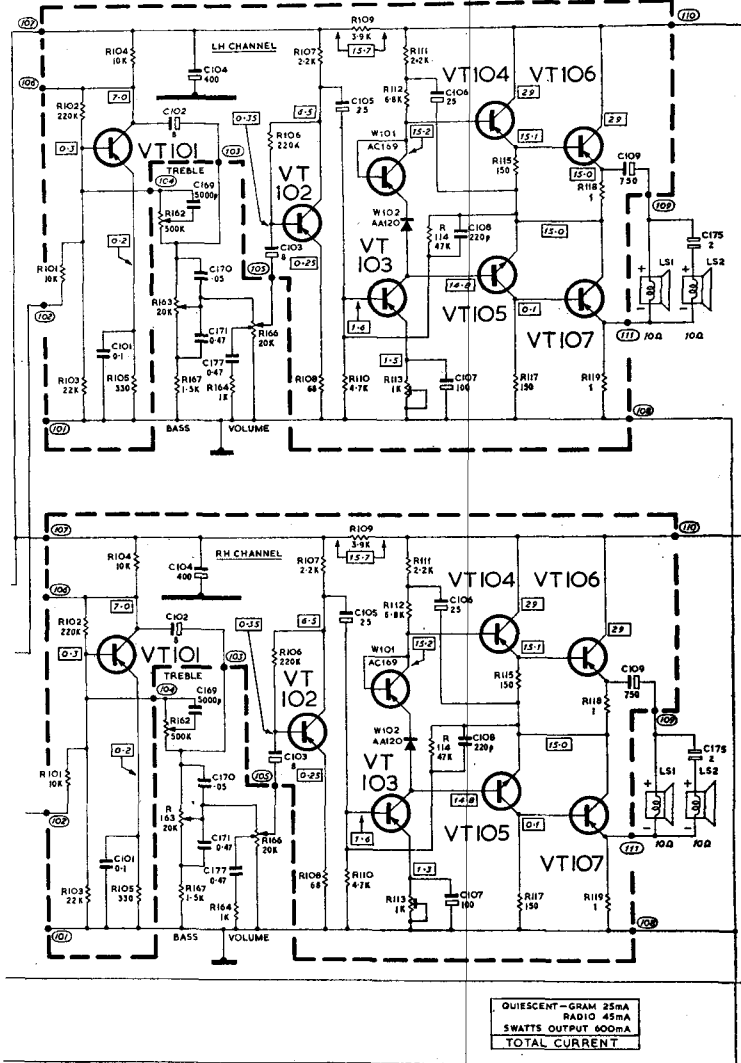 107
R109
3·9K
15·7
110
LH CHANNEL
R104
10K
C104
400
R107
2·2K
R111
2·2K
VT104
VT106
106
R102
220K
7·0
C102
8
6·5
C105
25
R112
6·8K
C106
25
29
29
0·3
VT101
TREBLE
103
0·35
R106
220K
W101
AC169
15·2
15·1
104
C169
5000p
R162
500K
VT
102
R115
150
15·0
C109
750
R118
1
109
0·2
C103
8
W102
AA120
R
114
47K
C108
220p
15·0
C175
2
R101
10K
C170
·05
105
0·25
VT
103
14·8
LS1
LS2
R163
20K
C171
0·47
R166
20K
1·6
VT105
0·1
VT107
102
111
10Ω
10Ω
C101
0·1
C177
0·47
1·5
R103
22K
R105
330
R167
1·5K
R164
1K
R108
68
R110
4·7K
R113
1K
C107
100
R117
150
R119
1
101
BASS
VOLUME
108
107
R109
3·9K
15·7
110
RH CHANNEL
R104
10K
C104
400
R107
2·2K
R111
2·2K
VT104
VT106
106
R102
220K
7·0
C102
8
6·5
C105
25
R112
6·8K
C106
25
29
29
0·3
VT101
TREBLE
103
0·35
R106
220K
W101
AC169
15·2
15·1
104
C169
5000p
R162
500K
VT
102
R115
150
C109
750
R118
1
109
0·2
C103
8
W102
AA120
R
114
47K
C108
220p
15·0
C175
2
R101
10K
C170
·05
105
0·25
VT
103
14·8
LS1
LS2
R
163
20K
C171
0·47
R166
20K
1·6
VT105
0·1
VT107
102
111
10Ω
10Ω
C101
0·1
C177
0·47
1·3
R103
22K
R105
330
R167
1·5K
R164
1K
R108
68
R110
4·7K
R113
1K
C107
100
R117
150
R119
1
101
BASS
VOLUME
108
QUIESCENT–GRAM 25mA
RADIO 45mA
5WATTS OUTPUT 600mA
TOTAL CURRENT